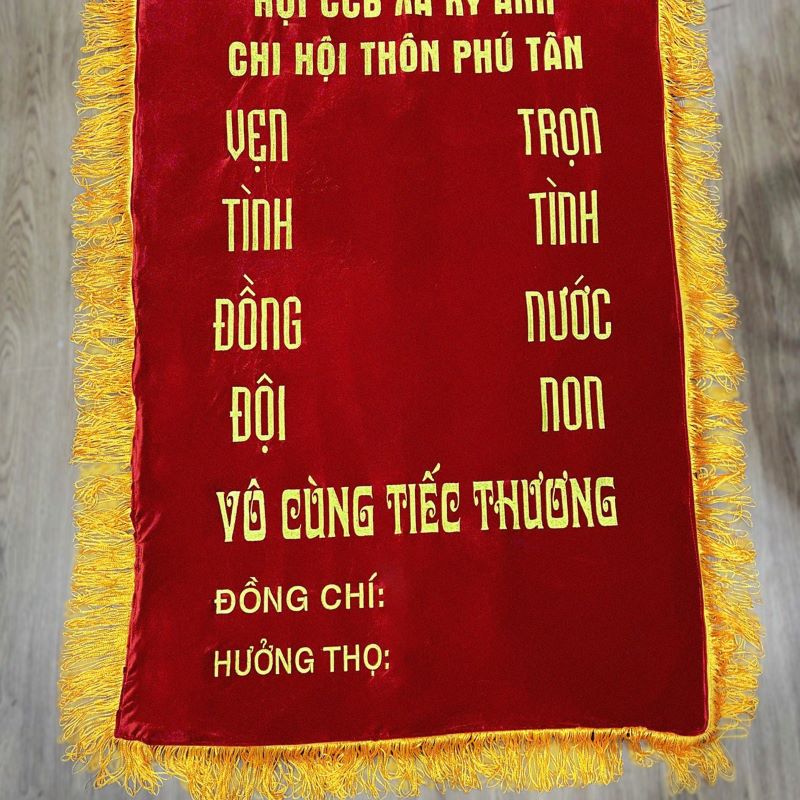 HỘI CCB XÃ KỲ ANH
CHI HỘI THÔN PHÚ TÂN
VẸN TRỌN
TÌNH TÌNH
ĐỒNG NƯỚC
ĐỘI NON
VÔ CÙNG TIẾC THƯƠNG
ĐỒNG CHÍ:
HƯỞNG THỌ: